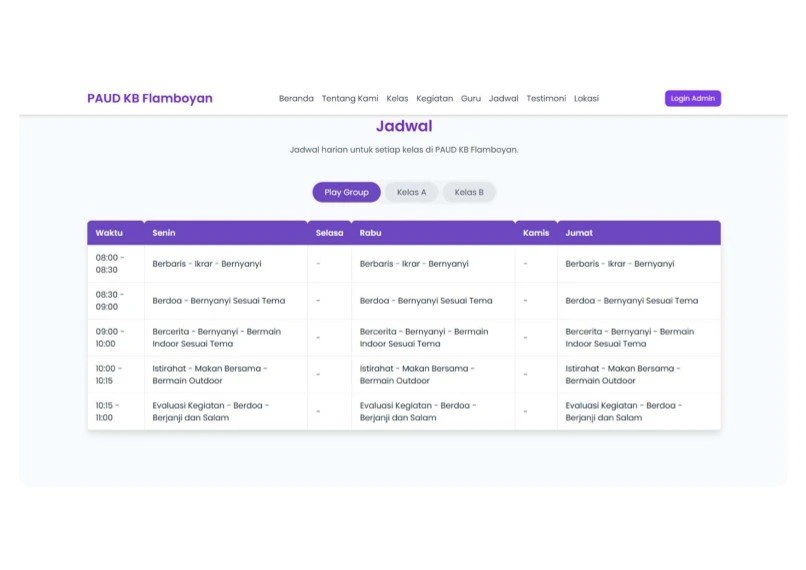 PAUD KB Flamboyan
Beranda Tentang Kami Kelas Kegiatan Guru Jadwal Testimoni Lokasi
Login Admin
Jadwal
Jadwal harian untuk setiap kelas di PAUD KB Flamboyan.
Play Group Kelas A Kelas B
Waktu Senin Selasa Rabu Kamis Jumat
08:00 -
08:30
Berbaris - Ikrar - Bernyanyi
-
Berbaris - Ikrar - Bernyanyi
-
Berbaris - Ikrar - Bernyanyi
08:30 -
09:00
Berdoa - Bernyanyi Sesuai Tema
-
Berdoa - Bernyanyi Sesuai Tema
-
Berdoa - Bernyanyi Sesuai Tema
09:00 -
10:00
Bercerita - Bernyanyi - Bermain
Indoor Sesuai Tema
-
Bercerita - Bernyanyi - Bermain
Indoor Sesuai Tema
-
Bercerita - Bernyanyi - Bermain
Indoor Sesuai Tema
10:00 -
10:15
Istirahat - Makan Bersama -
Bermain Outdoor
-
Istirahat - Makan Bersama -
Bermain Outdoor
-
Istirahat - Makan Bersama -
Bermain Outdoor
10:15 -
11:00
Evaluasi Kegiatan - Berdoa -
Berjanji dan Salam
-
Evaluasi Kegiatan - Berdoa -
Berjanji dan Salam
-
Evaluasi Kegiatan - Berdoa -
Berjanji dan Salam